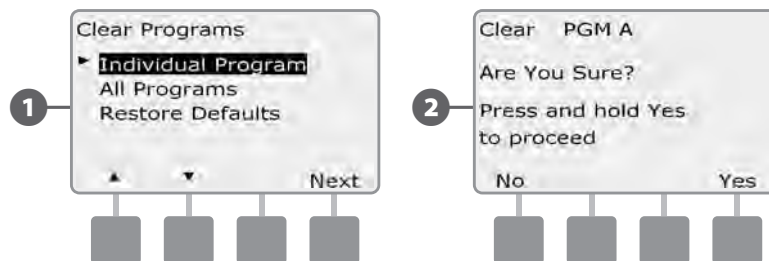 Clear Programs
Individual Program
All Programs
Restore Defaults
Next
1
Clear PGM A
Are You Sure?
Press and hold Yes
to proceed
No Yes
2